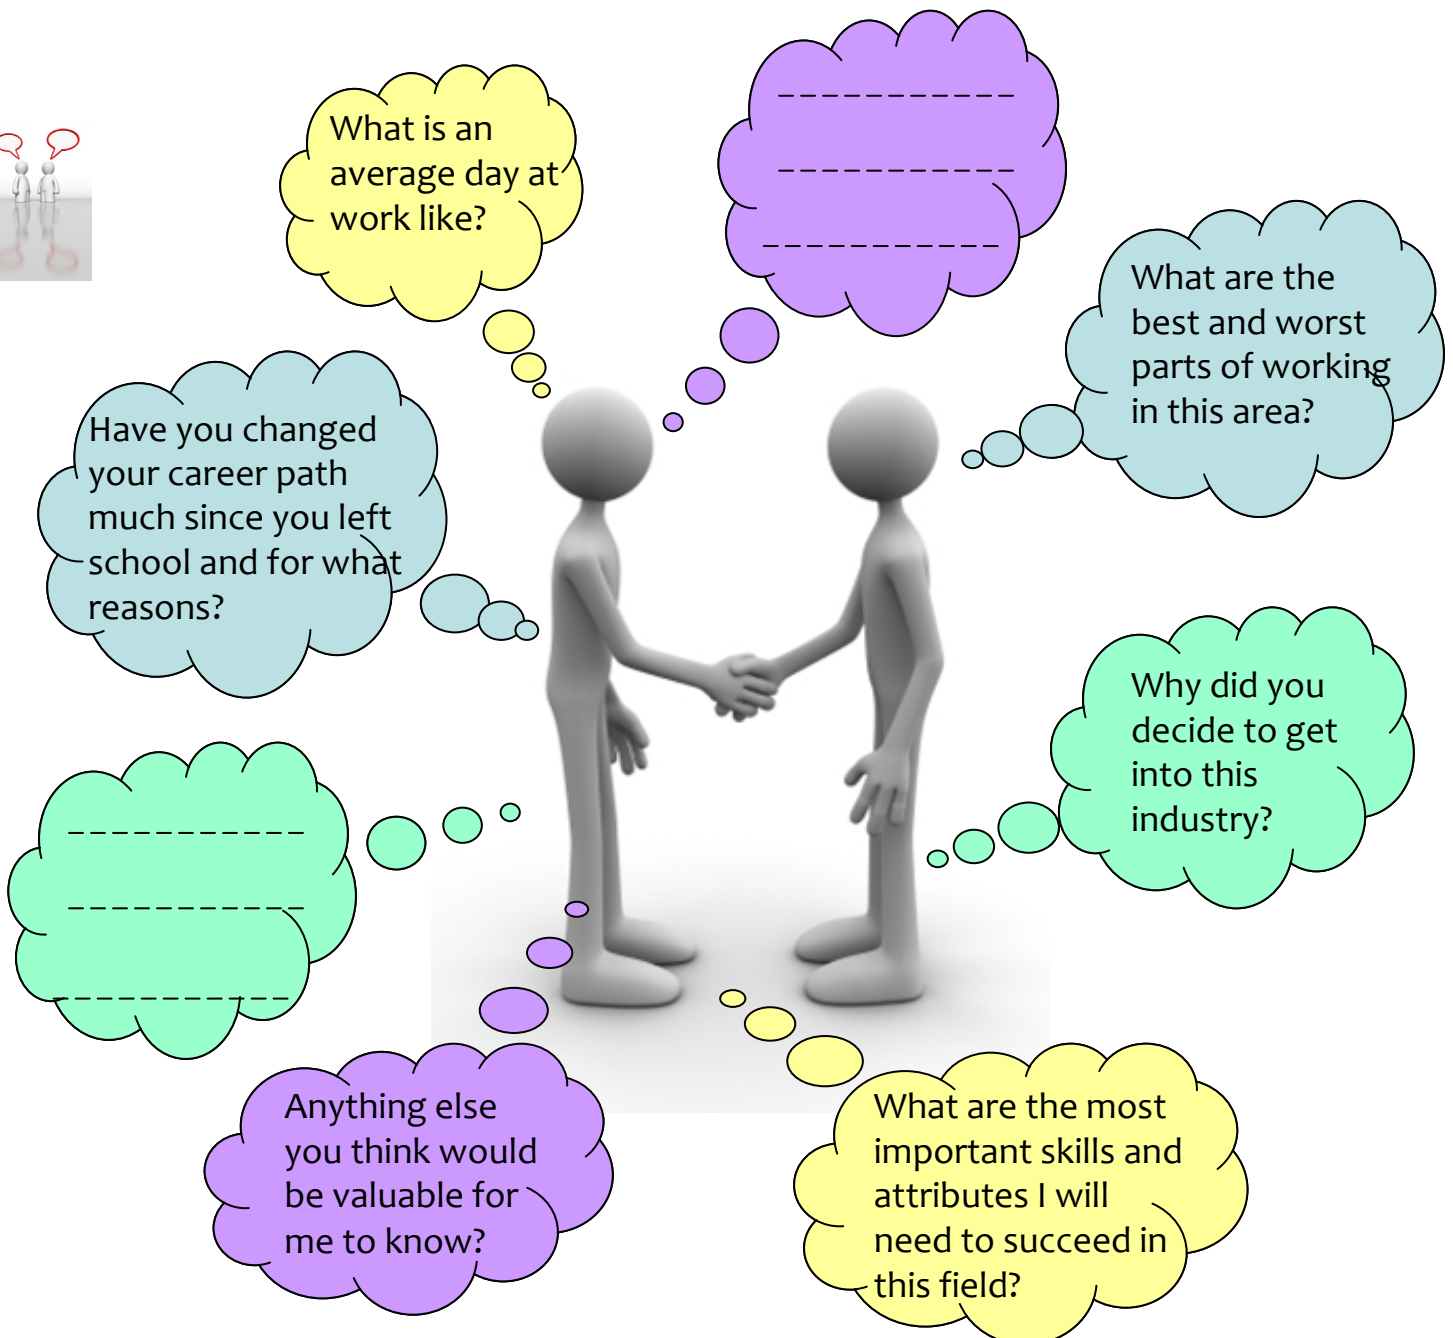 What is an
average day at
work like?
What are the
best and worst
parts of working
in this area?
Have you changed
your career path
much since you left
school and for what
reasons?
Why did you
decide to get
into this
industry?
Anything else
you think would
be valuable for
me to know?
What are the most
important skills and
attributes I will
need to succeed in
this field?